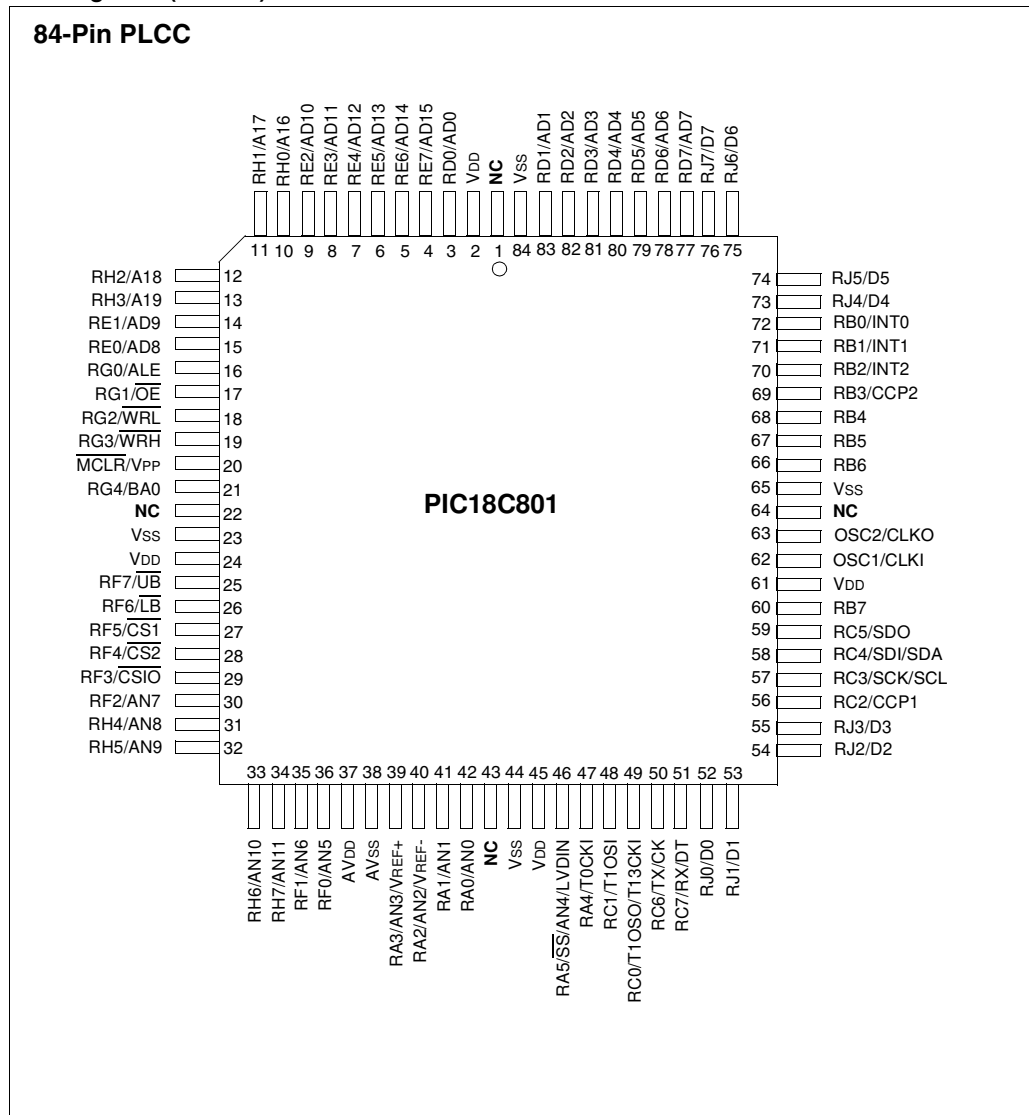 84-Pin PLCC
RH1/A17
RH0/A16
RE2/AD10
RE3/AD11
RE4/AD12
RE5/AD13
RE6/AD14
RE7/AD15
RD0/AD0
VDD
NC
VSS
RD1/AD1
RD2/AD2
RD3/AD3
RD4/AD4
RD5/AD5
RD6/AD6
RD7/AD7
RJ7/D7
RJ6/D6
11 10 9 8 7 6 5 4 3 2 1 84 83 82 81 80 79 78 77 76 75
RH2/A18 12
RH3/A19 13
RE1/AD9 14
RE0/AD8 15
RG0/ALE 16
RG1/OE 17
RG2/WRL 18
RG3/WRH 19
MCLR/VPP 20
RG4/BA0 21
NC 22
VSS 23
VDD 24
RF7/UB 25
RF6/LB 26
RF5/CS1 27
RF4/CS2 28
RF3/CSIO 29
RF2/AN7 30
RH4/AN8 31
RH5/AN9 32
PIC18C801
74 RJ5/D5
73 RJ4/D4
72 RB0/INT0
71 RB1/INT1
70 RB2/INT2
69 RB3/CCP2
68 RB4
67 RB5
66 RB6
65 VSS
64 NC
63 OSC2/CLKO
62 OSC1/CLKI
61 VDD
60 RB7
59 RC5/SDO
58 RC4/SDI/SDA
57 RC3/SCK/SCL
56 RC2/CCP1
55 RJ3/D3
54 RJ2/D2
33 34 35 36 37 38 39 40 41 42 43 44 45 46 47 48 49 50 51 52 53
RH6/AN10
RH7/AN11
RF1/AN6
RF0/AN5
AVDD
AVSS
RA3/AN3/VREF+
RA2/AN2/VREF-
RA1/AN1
RA0/AN0
NC
VSS
VDD
RA5/SS/AN4/LVDIN
RA4/T0CKI
RC1/T1OSI
RC0/T1OSO/T13CKI
RC6/TX/CK
RC7/RX/DT
RJ0/D0
RJ1/D1